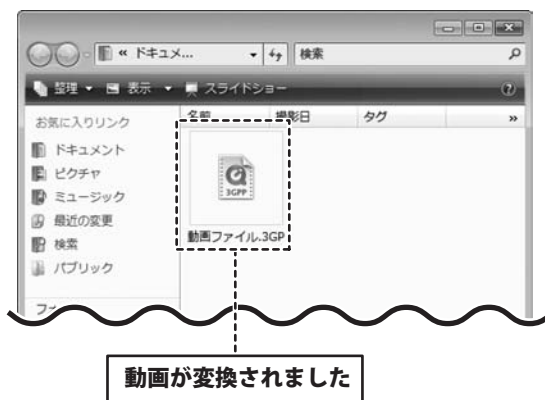 « ドキュメ...
検索
整理 表示 スライドショー
名前 撮影日 タグ »
お気に入りリンク
ドキュメント
ピクチャ
ミュージック
最近の変更
検索
パブリック
3GPP
動画ファイル.3GP
動画が変換されました